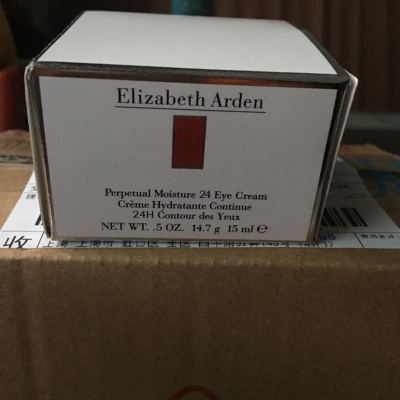 Elizabeth Arden
Perpetual Moisture 24 Eye Cream
Crème Hydratante Continue
24H Contour des Yeux
NET WT. .5 OZ. 14.7 g 15 ml ℮
收